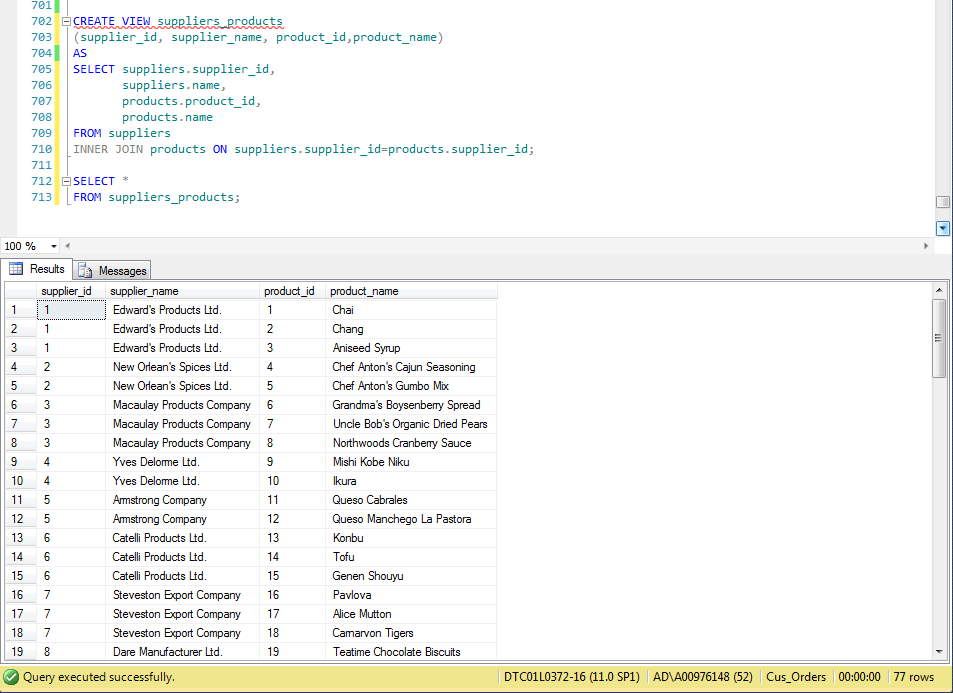 701
702 CREATE VIEW suppliers_products
703 (supplier_id, supplier_name, product_id,product_name)
704 AS
705 SELECT suppliers.supplier_id,
706 suppliers.name,
707 products.product_id,
708 products.name
709 FROM suppliers
710 INNER JOIN products ON suppliers.supplier_id=products.supplier_id;
711
712 SELECT *
713 FROM suppliers_products;
100 %
Results Messages
supplier_id supplier_name product_id product_name
1 1 Edward's Products Ltd. 1 Chai
2 1 Edward's Products Ltd. 2 Chang
3 1 Edward's Products Ltd. 3 Aniseed Syrup
4 2 New Orlean's Spices Ltd. 4 Chef Anton's Cajun Seasoning
5 2 New Orlean's Spices Ltd. 5 Chef Anton's Gumbo Mix
6 3 Macaulay Products Company 6 Grandma's Boysenberry Spread
7 3 Macaulay Products Company 7 Uncle Bob's Organic Dried Pears
8 3 Macaulay Products Company 8 Northwoods Cranberry Sauce
9 4 Yves Delorme Ltd. 9 Mishi Kobe Niku
10 4 Yves Delorme Ltd. 10 Ikura
11 5 Armstrong Company 11 Queso Cabrales
12 5 Armstrong Company 12 Queso Manchego La Pastora
13 6 Catelli Products Ltd. 13 Konbu
14 6 Catelli Products Ltd. 14 Tofu
15 6 Catelli Products Ltd. 15 Genen Shouyu
16 7 Steveston Export Company 16 Pavlova
17 7 Steveston Export Company 17 Alice Mutton
18 7 Steveston Export Company 18 Carnarvon Tigers
19 8 Dare Manufacturer Ltd. 19 Teatime Chocolate Biscuits
Query executed successfully. DTC01L0372-16 (11.0 SP1) AD\A00976148 (52) Cus_Orders 00:00:00 77 rows